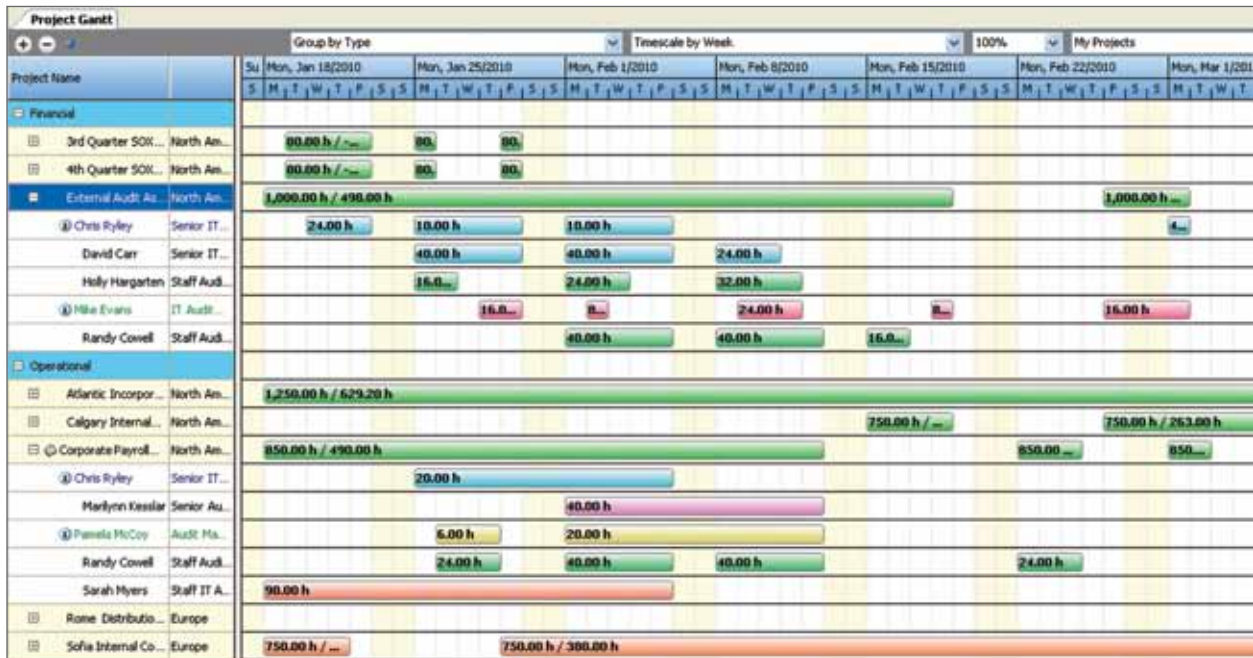 Project Gantt
Group by Type Timescale by Week 100% My Projects
Project Name Su Mon, Jan 18/2010 Mon, Jan 25/2010 Mon, Feb 1/2010 Mon, Feb 8/2010 Mon, Feb 15/2010 Mon, Feb 22/2010 Mon, Mar 1/201
S M T W T F S S M T W T F S S M T W T F S S M T W T F S S M T W T F S S M T W T F S S M T W T
Financial
3rd Quarter SOX... North Am... 80.00 h / -... 80. 80.
4th Quarter SOX... North Am... 80.00 h / -... 80. 80.
External Audit As... North Am... 1,000.00 h / 498.00 h 1,000.00 h ...
Chris Ryley Senior IT... 24.00 h 10.00 h 10.00 h 4...
David Carr Senior IT... 40.00 h 40.00 h 24.00 h
Holly Hargarten Staff Audi... 16.0... 24.00 h 32.00 h
Mike Evans IT Audit... 16.0... 8... 24.00 h 8... 16.00 h
Randy Cowell Staff Audi... 40.00 h 40.00 h 16.0...
Operational
Atlantic Incorpor... North Am... 1,250.00 h / 629.20 h
Calgary Internal... North Am... 750.00 h / ... 750.00 h / 263.00 h
Corporate Payroll... North Am... 850.00 h / 490.00 h 850.00 ... 850....
Chris Ryley Senior IT... 20.00 h
Marilynn Kesslar Senior Au... 40.00 h
Pamela McCoy Audit Ma... 6.00 h 20.00 h
Randy Cowell Staff Audi... 24.00 h 40.00 h 40.00 h 24.00 h
Sarah Myers Staff IT A... 90.00 h
Rome Distributio... Europe
Sofia Internal Co... Europe 750.00 h / ... 750.00 h / 380.00 h